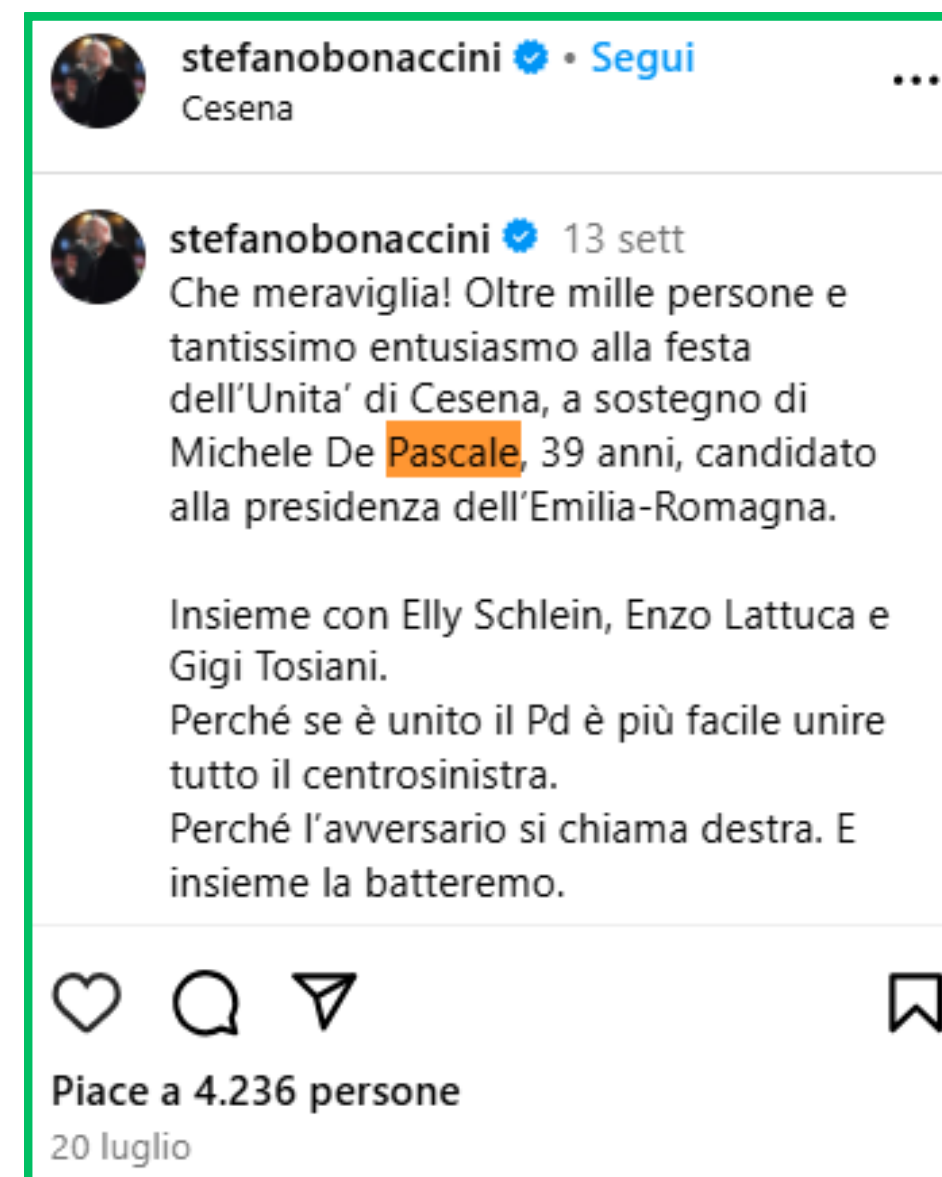 stefanobonaccini • Segui
Cesena
stefanobonaccini 13 sett
Che meraviglia! Oltre mille persone e
tantissimo entusiasmo alla festa
dell’Unita’ di Cesena, a sostegno di
Michele De Pascale, 39 anni, candidato
alla presidenza dell’Emilia-Romagna.
Insieme con Elly Schlein, Enzo Lattuca e
Gigi Tosiani.
Perché se è unito il Pd è più facile unire
tutto il centrosinistra.
Perché l’avversario si chiama destra. E
insieme la batteremo.
Piace a 4.236 persone
20 luglio